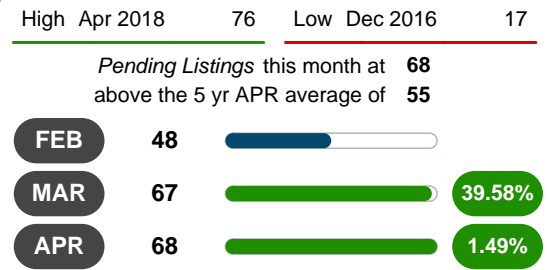 High Apr 2018 76 Low Dec 2016 17
Pending Listings this month at 68
above the 5 yr APR average of 55
FEB 48
MAR 67 39.58%
APR 68 1.49%